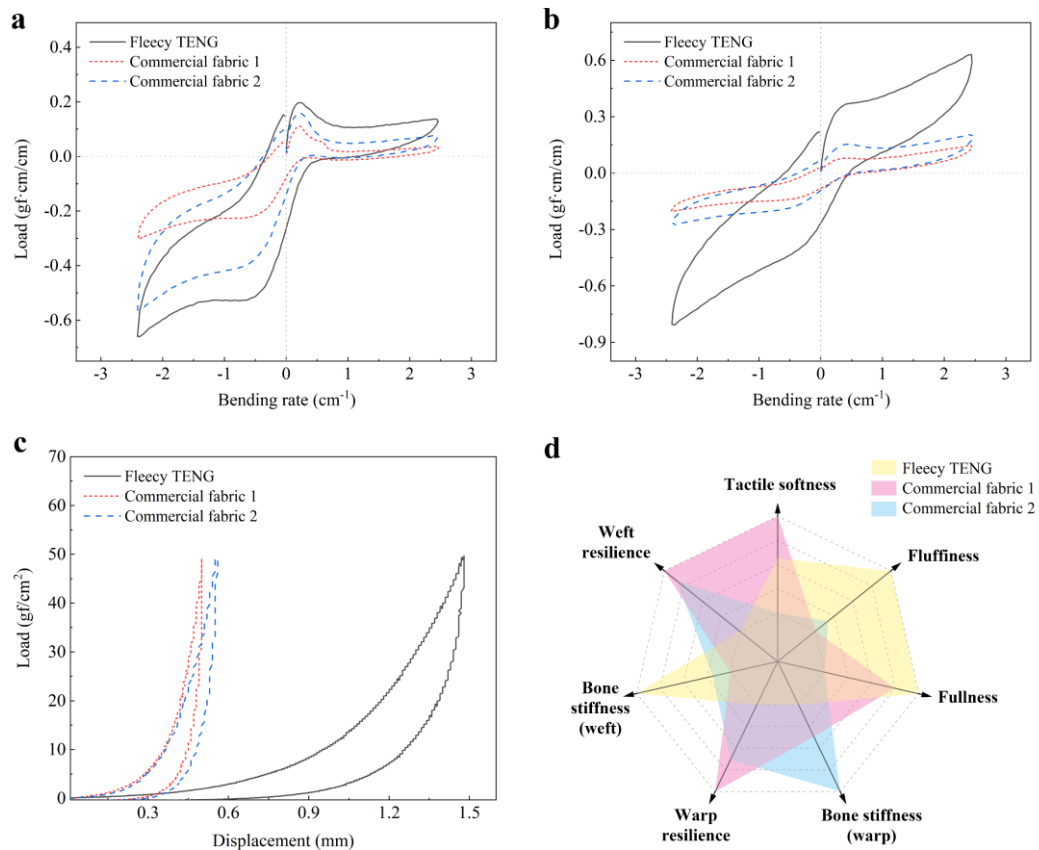 a
0.4
0.2
0.0
-0.2
-0.4
-0.6
Load (gf·cm/cm)
Fleecy TENG
Commercial fabric 1
Commercial fabric 2
-3 -2 -1 0 1 2 3
Bending rate (cm⁻¹)
b
0.6
0.3
0.0
-0.3
-0.6
-0.9
Load (gf·cm/cm)
Fleecy TENG
Commercial fabric 1
Commercial fabric 2
-3 -2 -1 0 1 2 3
Bending rate (cm⁻¹)
c
70
60
50
40
30
20
10
0
Load (gf/cm²)
Fleecy TENG
Commercial fabric 1
Commercial fabric 2
0.3 0.6 0.9 1.2 1.5
Displacement (mm)
d
Fleecy TENG
Commercial fabric 1
Commercial fabric 2
Tactile softness
Fluffiness
Fullness
Bone stiffness
(warp)
Warp
resilience
Bone
stiffness
(weft)
Weft
resilience